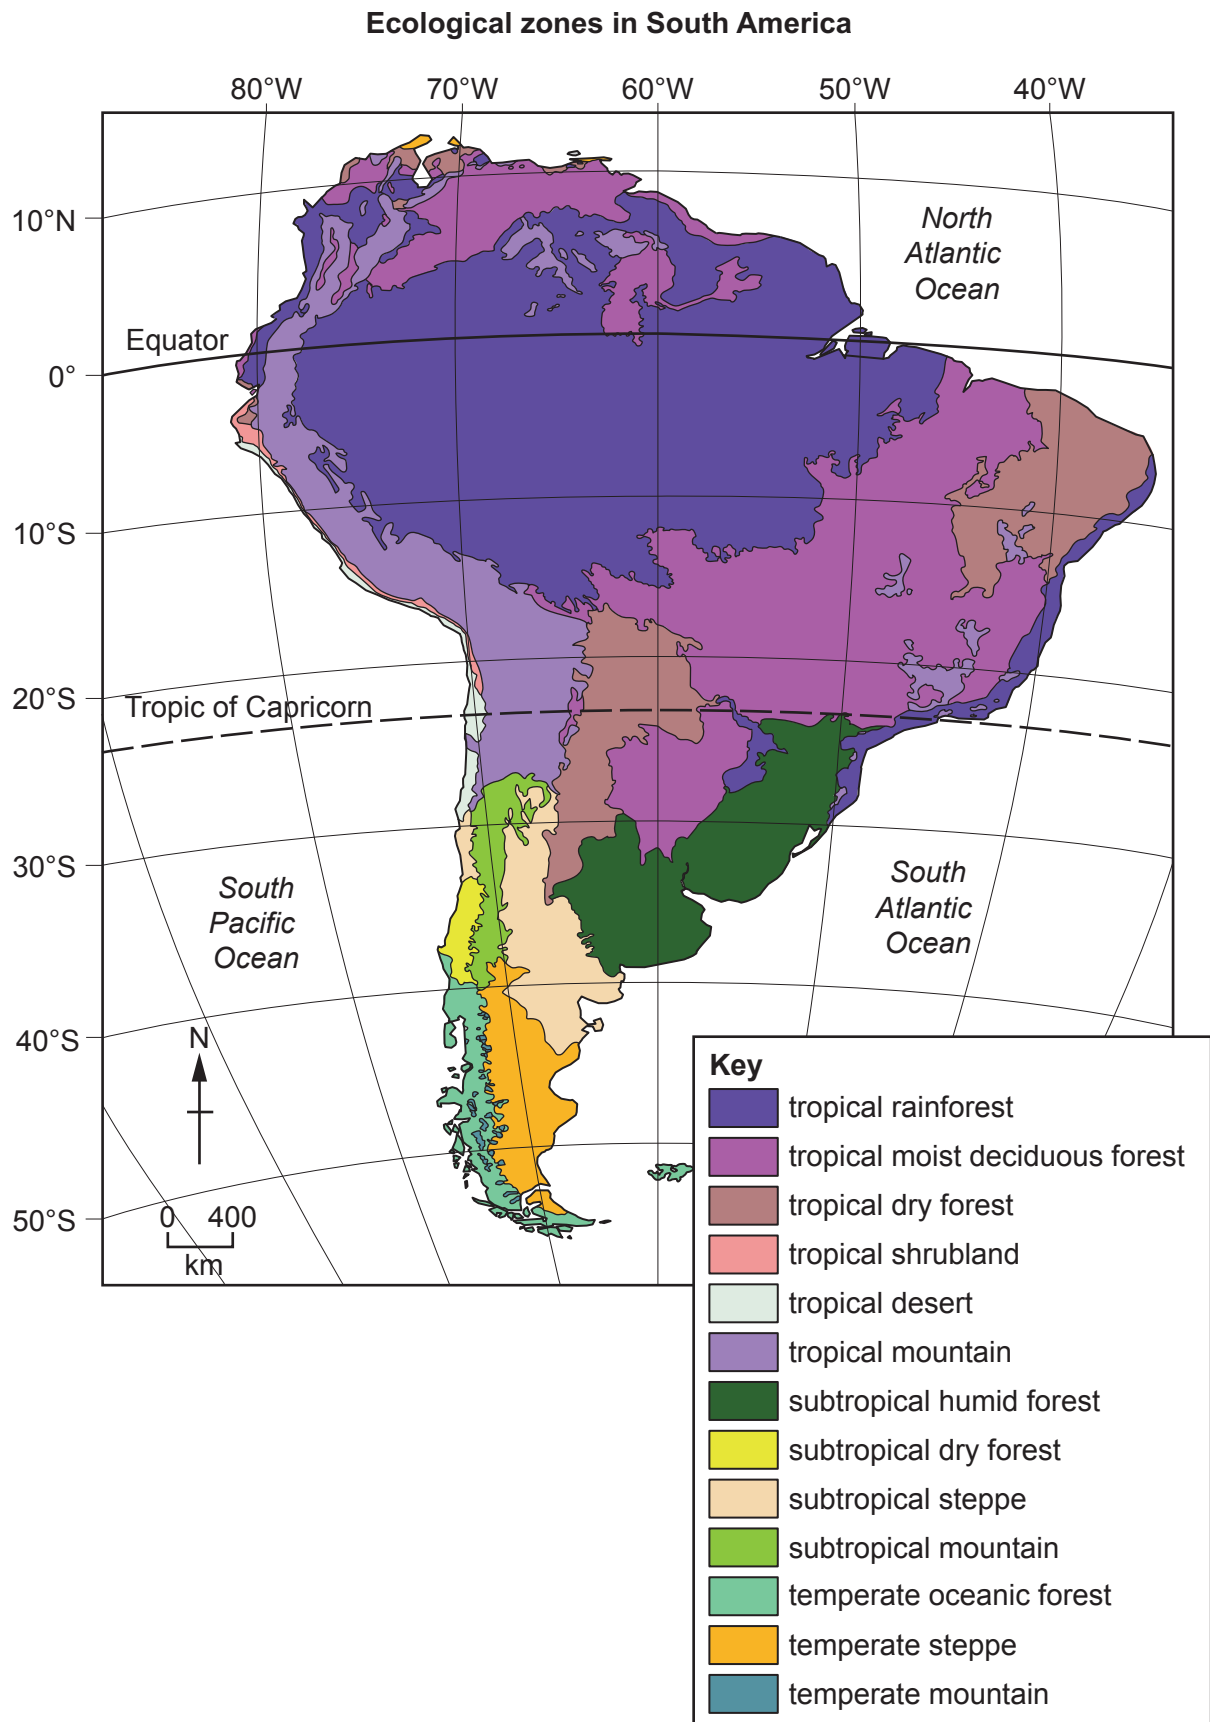 Ecological zones in South America
80°W 70°W 60°W 50°W 40°W
10°N
North
Atlantic
Ocean
Equator
0°
10°S
20°S
Tropic of Capricorn
30°S
South
Pacific
Ocean
South
Atlantic
Ocean
40°S
N
50°S
0 400
km
Key
tropical rainforest
tropical moist deciduous forest
tropical dry forest
tropical shrubland
tropical desert
tropical mountain
subtropical humid forest
subtropical dry forest
subtropical steppe
subtropical mountain
temperate oceanic forest
temperate steppe
temperate mountain